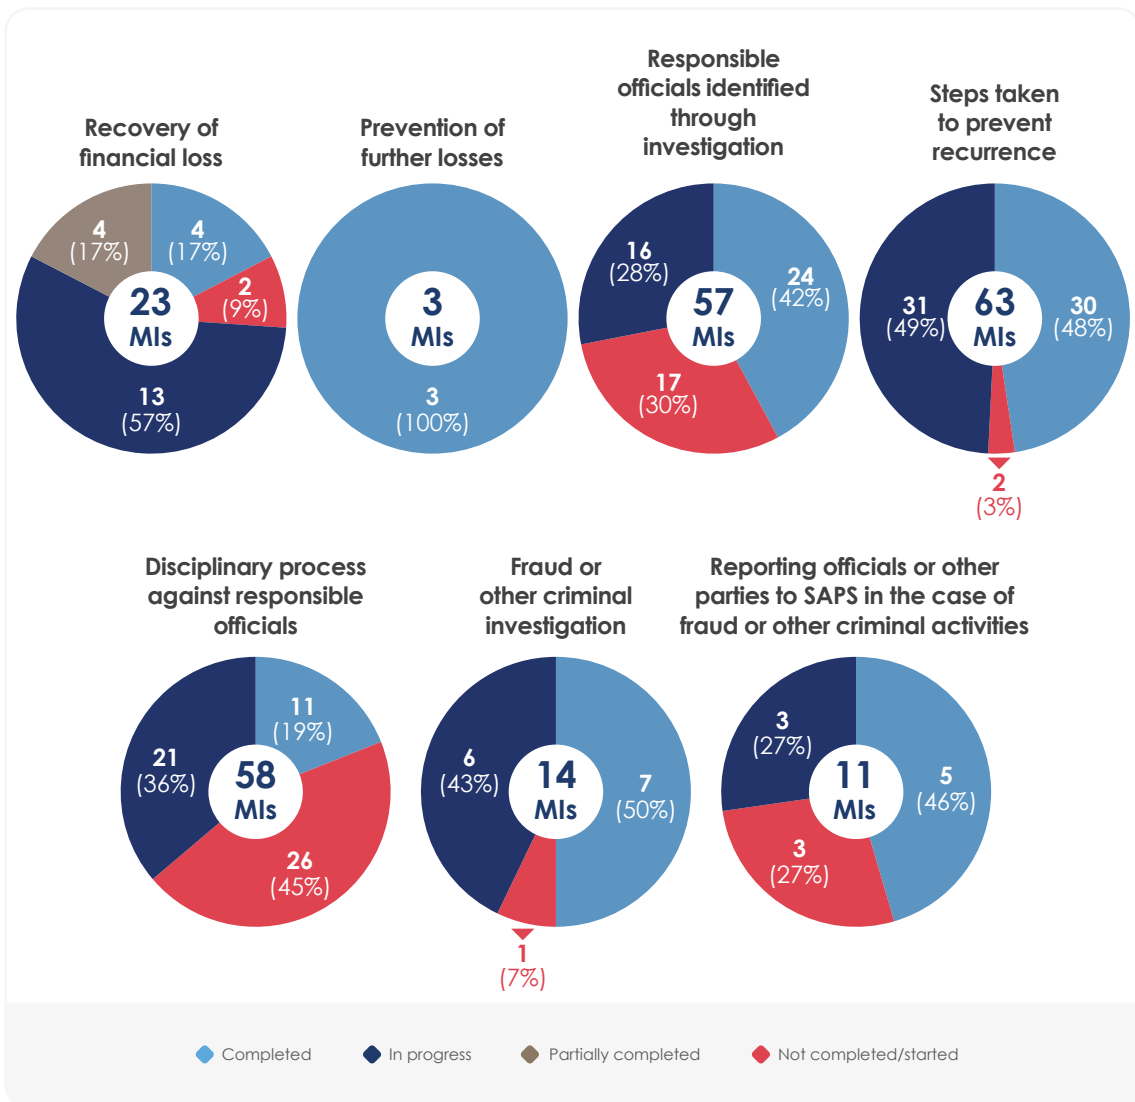 Recovery of
financial loss
4
(17%)
4
(17%)
2
(9%)
23
MIs
13
(57%)
Prevention of
further losses
3
MIs
3
(100%)
Responsible
officials identified
through
investigation
16
(28%)
24
(42%)
57
MIs
17
(30%)
Steps taken
to prevent
recurrence
31
(49%)
63
MIs
30
(48%)
2
(3%)
Disciplinary process
against responsible
officials
11
(19%)
21
(36%)
58
MIs
26
(45%)
Fraud or
other criminal
investigation
6
(43%)
14
MIs
7
(50%)
1
(7%)
Reporting officials or other
parties to SAPS in the case of
fraud or other criminal activities
3
(27%)
11
MIs
5
(46%)
3
(27%)
Completed
In progress
Partially completed
Not completed/started